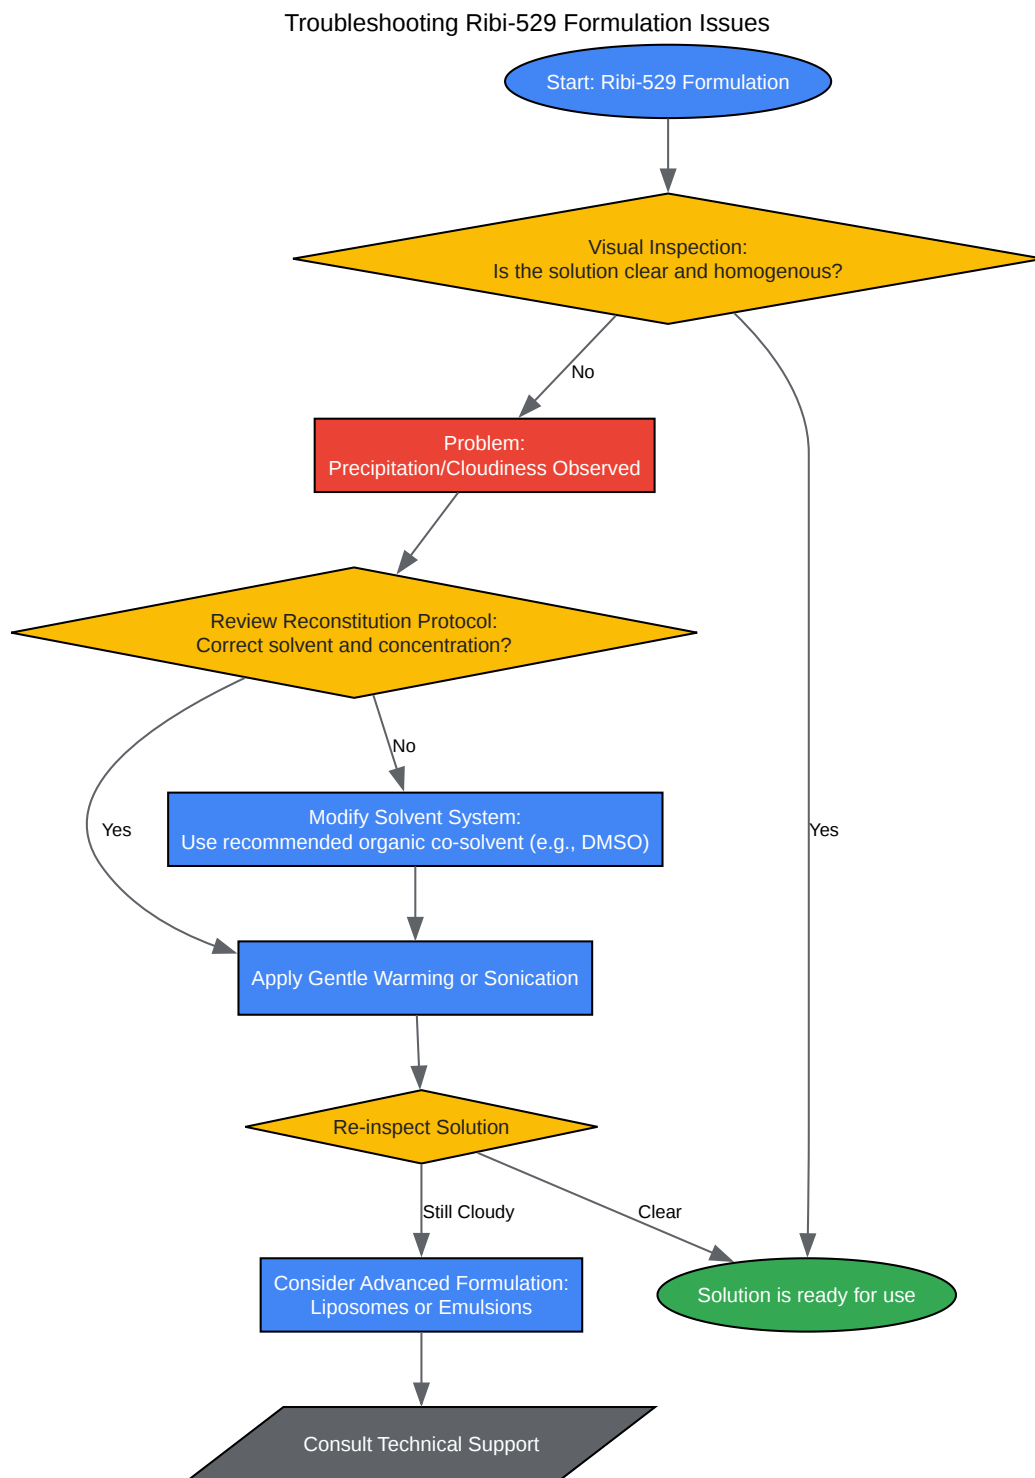 Troubleshooting Ribi-529 Formulation Issues
Start: Ribi-529 Formulation
Visual Inspection:
Is the solution clear and homogenous?
No
Problem:
Precipitation/Cloudiness Observed
Review Reconstitution Protocol:
Correct solvent and concentration?
No
Modify Solvent System:
Use recommended organic co-solvent (e.g., DMSO)
Yes
Yes
Apply Gentle Warming or Sonication
Re-inspect Solution
Still Cloudy
Clear
Consider Advanced Formulation:
Liposomes or Emulsions
Solution is ready for use
Consult Technical Support